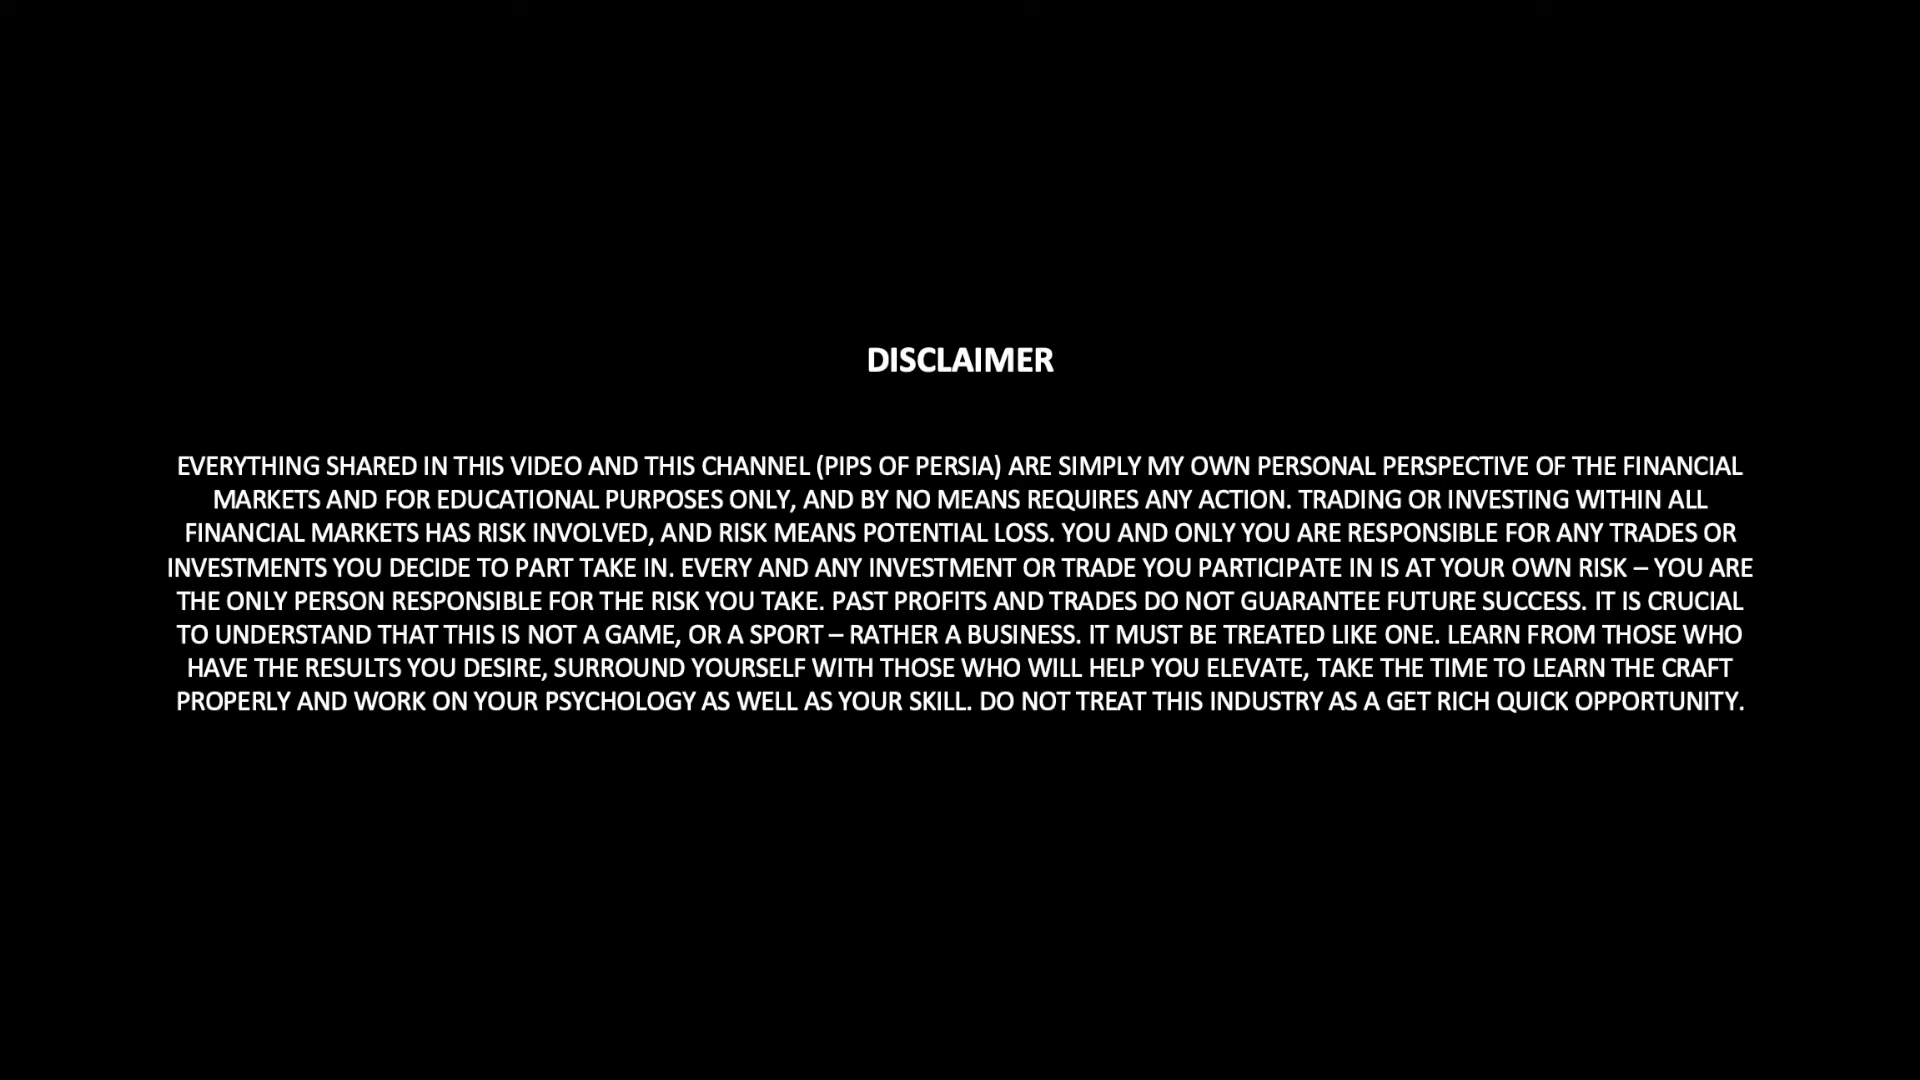 DISCLAIMER
EVERYTHING SHARED IN THIS VIDEO AND THIS CHANNEL (PIPS OF PERSIA) ARE SIMPLY MY OWN PERSONAL PERSPECTIVE OF THE FINANCIAL
MARKETS AND FOR EDUCATIONAL PURPOSES ONLY, AND BY NO MEANS REQUIRES ANY ACTION. TRADING OR INVESTING WITHIN ALL
FINANCIAL MARKETS HAS RISK INVOLVED, AND RISK MEANS POTENTIAL LOSS. YOU AND ONLY YOU ARE RESPONSIBLE FOR ANY TRADES OR
INVESTMENTS YOU DECIDE TO PART TAKE IN. EVERY AND ANY INVESTMENT OR TRADE YOU PARTICIPATE IN IS AT YOUR OWN RISK – YOU ARE
THE ONLY PERSON RESPONSIBLE FOR THE RISK YOU TAKE. PAST PROFITS AND TRADES DO NOT GUARANTEE FUTURE SUCCESS. IT IS CRUCIAL
TO UNDERSTAND THAT THIS IS NOT A GAME, OR A SPORT – RATHER A BUSINESS. IT MUST BE TREATED LIKE ONE. LEARN FROM THOSE WHO
HAVE THE RESULTS YOU DESIRE, SURROUND YOURSELF WITH THOSE WHO WILL HELP YOU ELEVATE, TAKE THE TIME TO LEARN THE CRAFT
PROPERLY AND WORK ON YOUR PSYCHOLOGY AS WELL AS YOUR SKILL. DO NOT TREAT THIS INDUSTRY AS A GET RICH QUICK OPPORTUNITY.